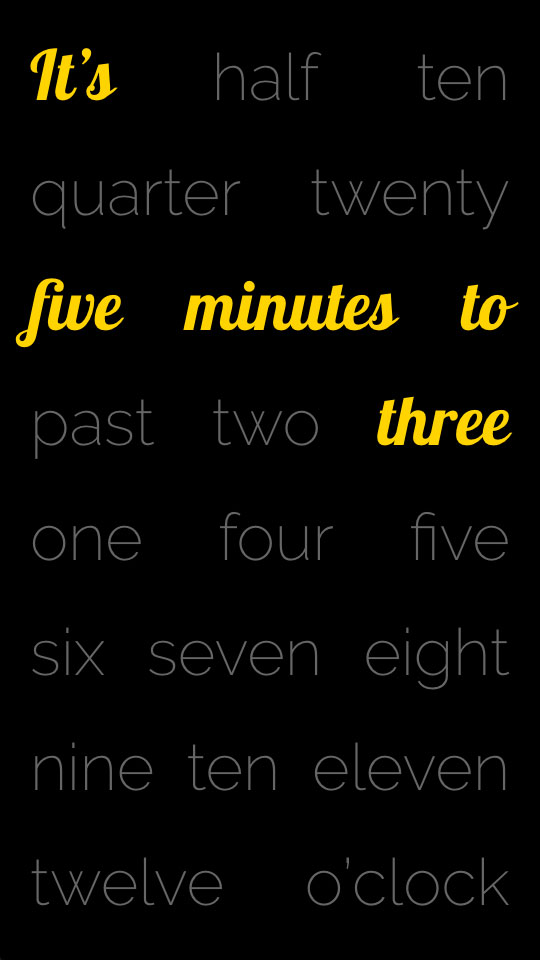 It's half ten
quarter twenty
five minutes to
past two three
one four five
six seven eight
nine ten eleven
twelve o'clock